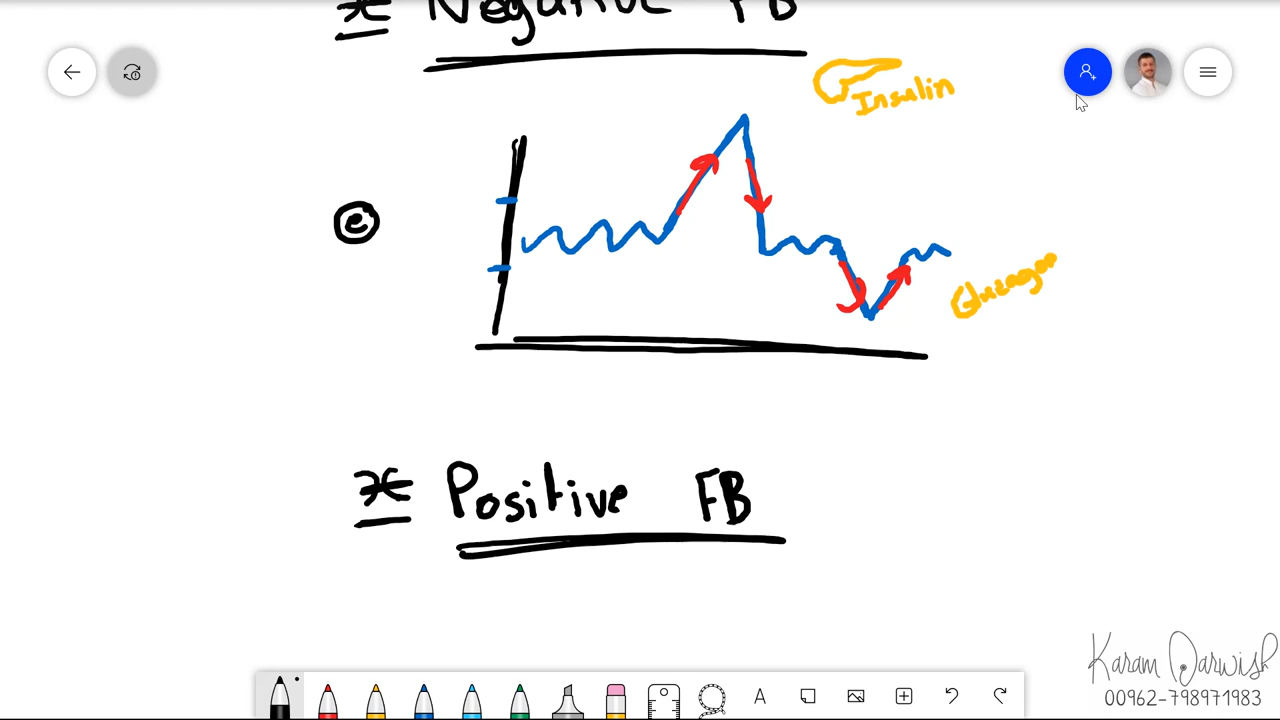 * Negative FB
Insulin
e
Glucagon
* Positive FB
A
Karam Darwish
00962-798971983